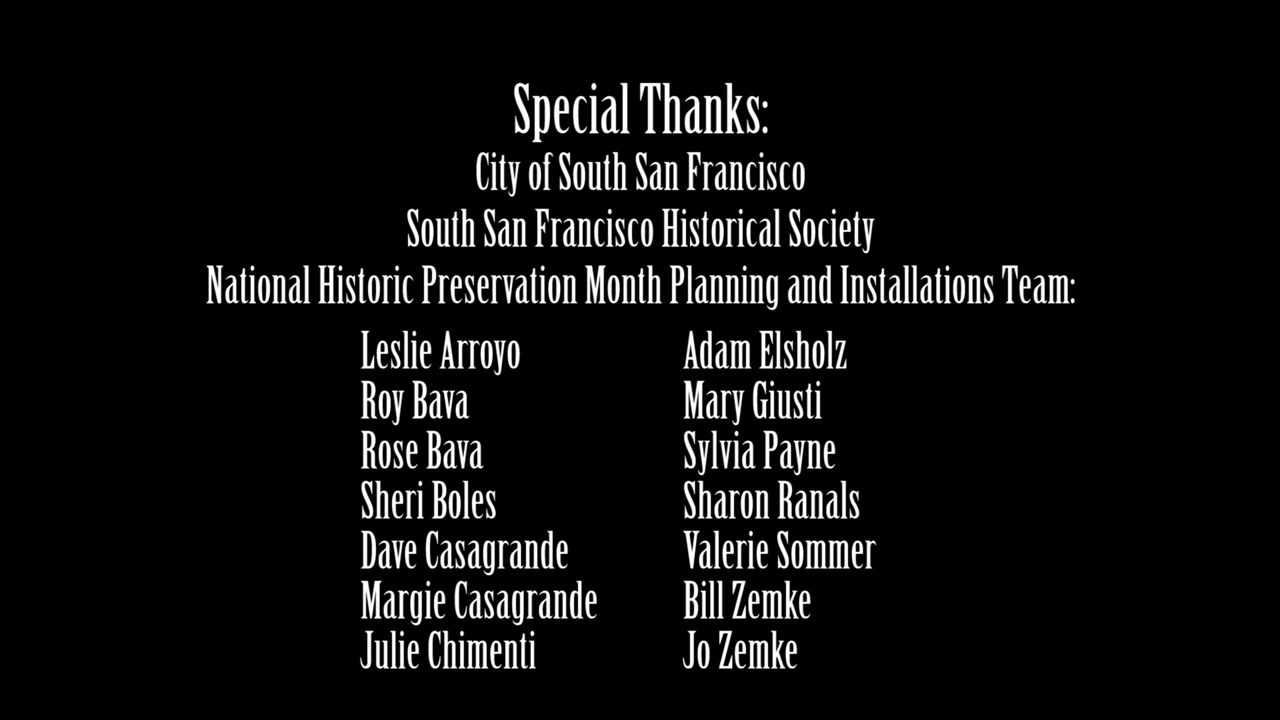 Special Thanks:
City of South San Francisco
South San Francisco Historical Society
National Historic Preservation Month Planning and Installations Team:
Leslie Arroyo
Roy Bava
Rose Bava
Sheri Boles
Dave Casagrande
Margie Casagrande
Julie Chimenti
Adam Elsholz
Mary Giusti
Sylvia Payne
Sharon Ranals
Valerie Sommer
Bill Zemke
Jo Zemke